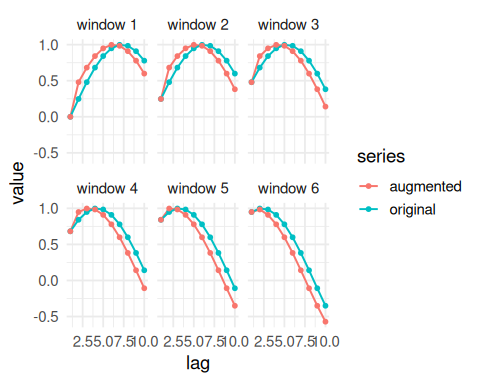 window 1 window 2 window 3
1.0
0.5
0.0
-0.5
window 4 window 5 window 6
1.0
0.5
0.0
-0.5
2.55.07.510.0 2.55.07.510.0 2.55.07.510.0
lag
value
series
augmented
original